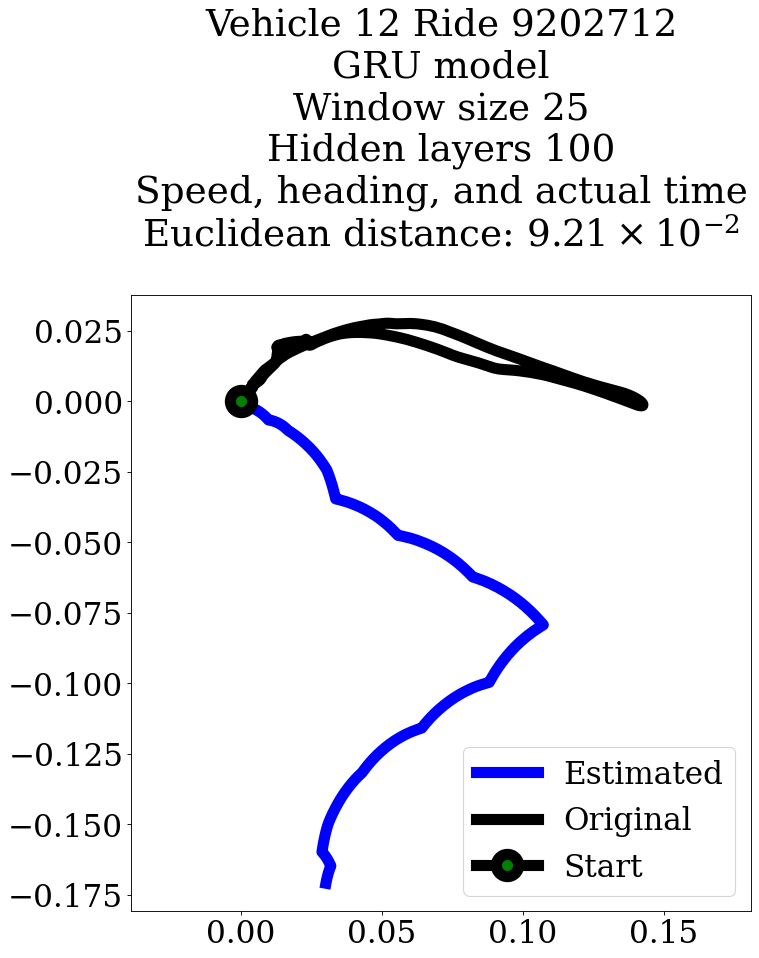 Vehicle 12 Ride 9202712
GRU model
Window size 25
Hidden layers 100
Speed, heading, and actual time
Euclidean distance: 9.21 × 10⁻²
0.025
0.000
−0.025
−0.050
−0.075
−0.100
−0.125
−0.150
−0.175
Estimated
Original
Start
0.00 0.05 0.10 0.15